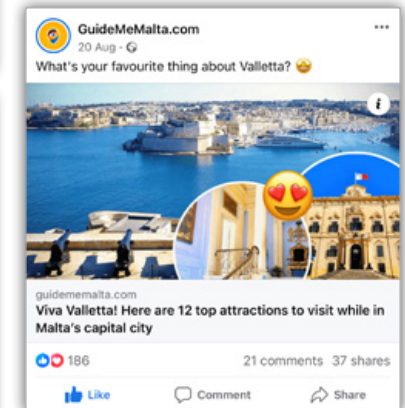 GuideMeMalta.com
20 Aug ·
What's your favourite thing about Valletta?
i
guidememalta.com
Viva Valletta! Here are 12 top attractions to visit while in
Malta's capital city
186
21 comments 37 shares
Like Comment Share